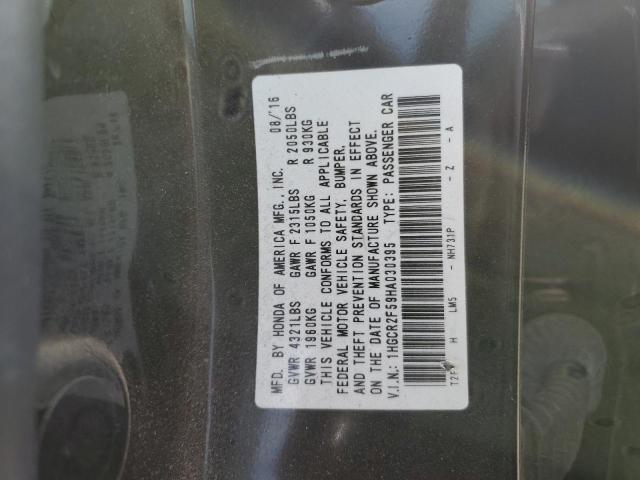 MFD. BY HONDA OF AMERICA MFG., INC. 08/16
GVWR 4321LBS GAWR F 2315LBS R 2050LBS
GVWR 1960KG GAWR F 1050KG R 930KG
THIS VEHICLE CONFORMS TO ALL APPLICABLE
FEDERAL MOTOR VEHICLE SAFETY, BUMPER,
AND THEFT PREVENTION STANDARDS IN EFFECT
ON THE DATE OF MANUFACTURE SHOWN ABOVE.
V.I.N.: 1HGCR2F59HA030395 TYPE: PASSENGER CAR
H LM5 - NH731P - Z - A